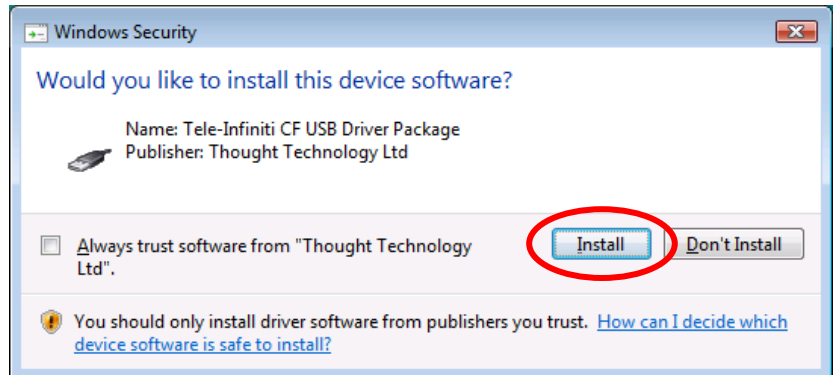 Windows Security
Would you like to install this device software?
Name: Tele-Infiniti CF USB Driver Package
Publisher: Thought Technology Ltd
Always trust software from "Thought Technology
Ltd".
Install
Don't Install
You should only install driver software from publishers you trust. How can I decide which
device software is safe to install?